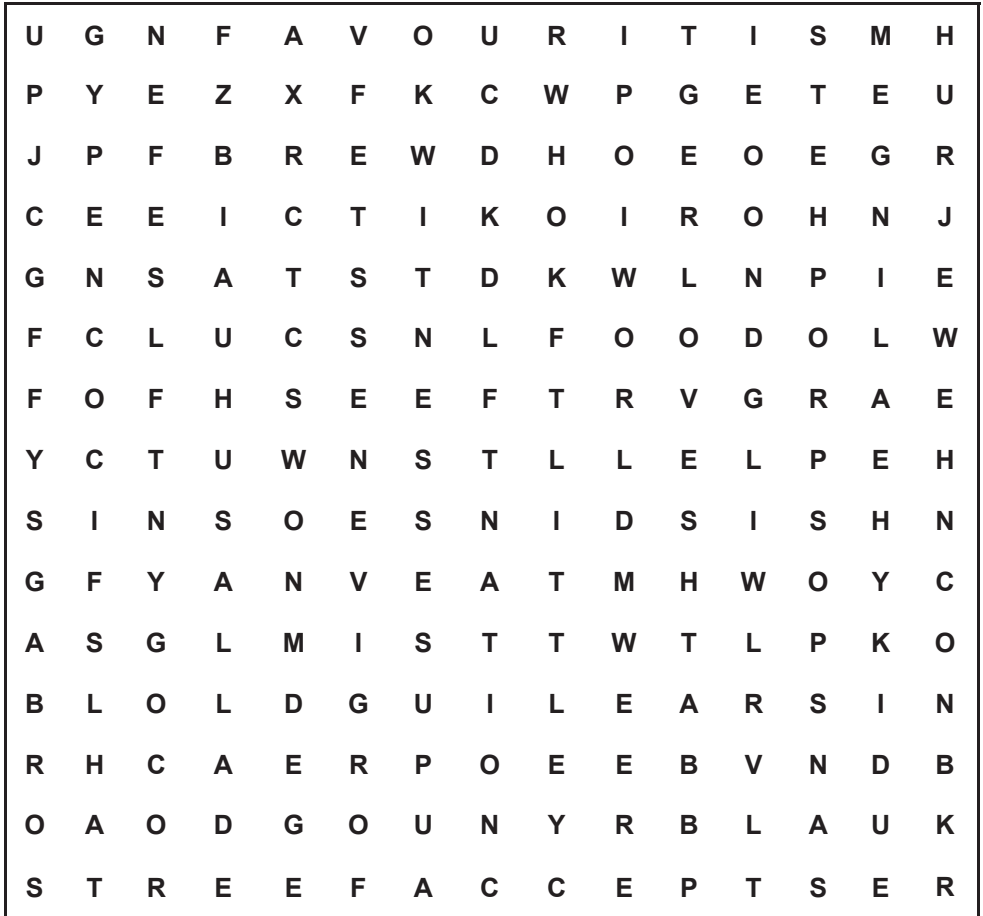 U G N F A V O U R I T I S M H
P Y E Z X F K C W P G E T E U
J P F B R E W D H O E O E G R
C E E I C T I K O I R O H N J
G N S A T S T D K W L N P I E
F C L U C S N L F O O D O L W
F O F H S E E F T R V G R A E
Y C T U W N S T L L E L P E H
S I N S O E S N I D S I S H N
G F Y A N V E A T M H W O Y C
A S G L M I S T T W T L P K O
B L O L D G U I L E A R S I N
R H C A E R P O E E B V N D B
O A O D G O U N Y R B L A U K
S T R E E F A C C E P T S E R